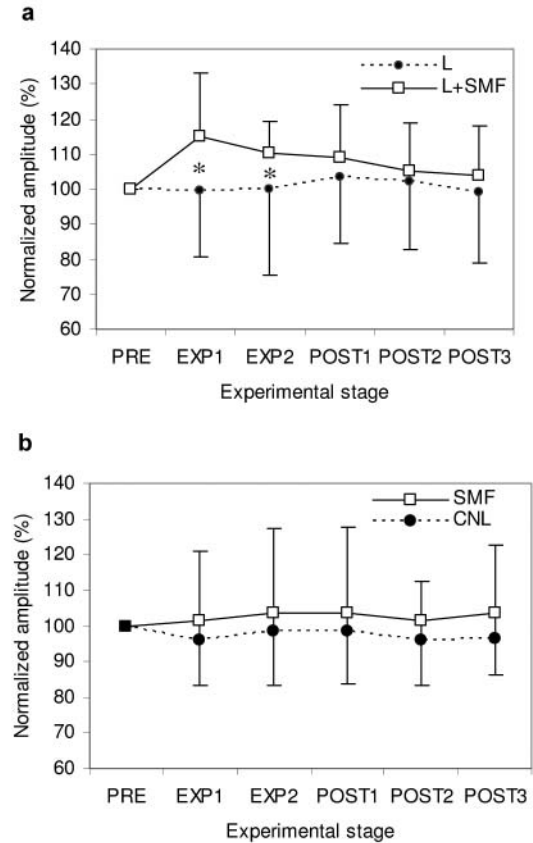 a
140
130
120
110
100
90
80
70
60
Normalized amplitude (%)
L
L+SMF
*
*
PRE EXP1 EXP2 POST1 POST2 POST3
Experimental stage
b
140
130
120
110
100
90
80
70
60
Normalized amplitude (%)
SMF
CNL
PRE EXP1 EXP2 POST1 POST2 POST3
Experimental stage